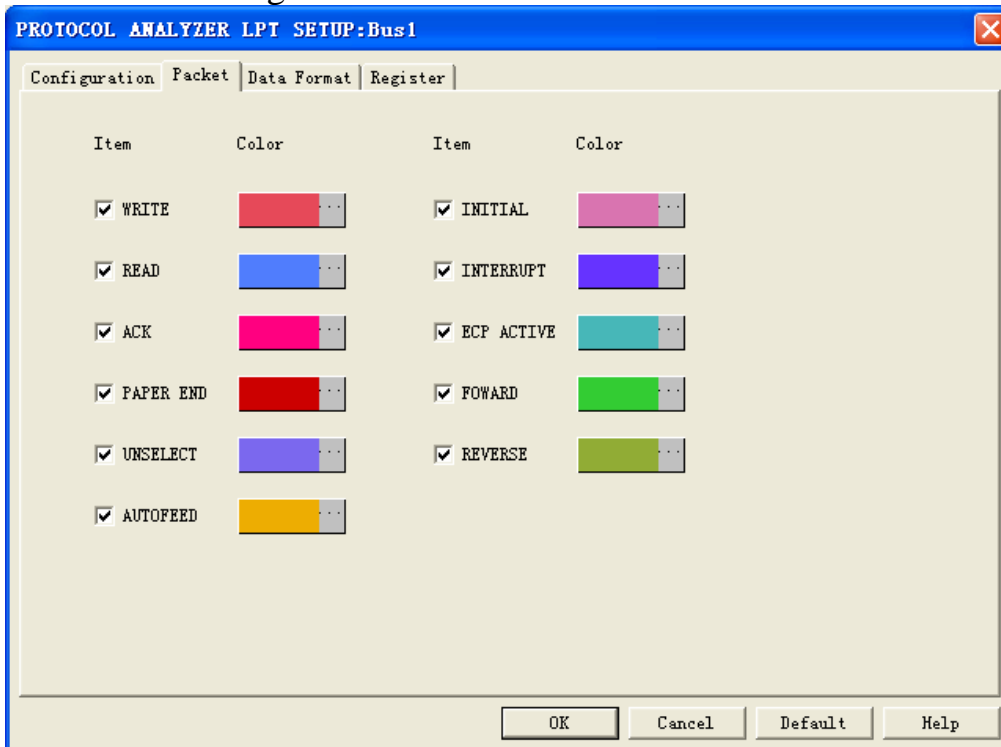 PROTOCOL ANALYZER LPT SETUP:Bus1
Configuration Packet Data Format Register
Item Color Item Color
WRITE ... INITIAL ...
READ ... INTERRUPT ...
ACK ... ECP ACTIVE ...
PAPER END ... FOWARD ...
UNSELECT ... REVERSE ...
AUTOFEED ...
OK Cancel Default Help